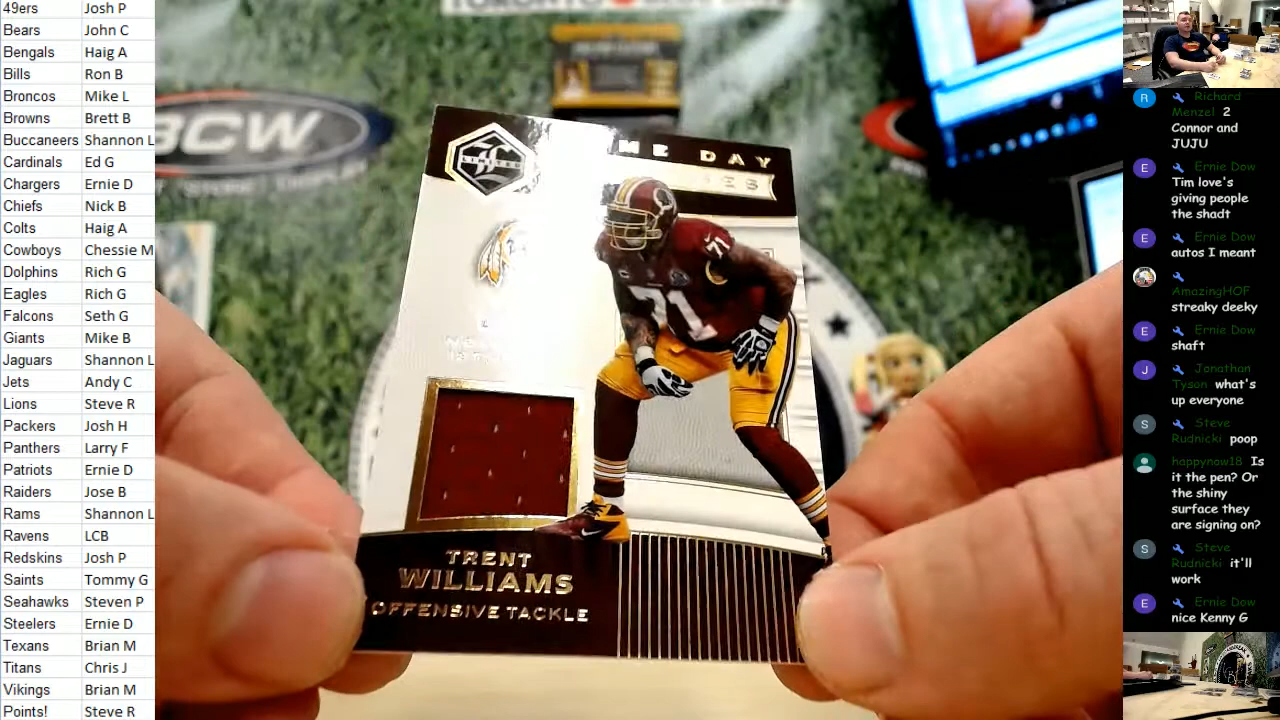 49ers Josh P
Bears John C
Bengals Haig A
Bills Ron B
Broncos Mike L
Browns Brett B
Buccaneers Shannon L
Cardinals Ed G
Chargers Ernie D
Chiefs Nick B
Colts Haig A
Cowboys Chessie M
Dolphins Rich G
Eagles Rich G
Falcons Seth G
Giants Mike B
Jaguars Shannon L
Jets Andy C
Lions Steve R
Packers Josh H
Panthers Larry F
Patriots Ernie D
Raiders Jose B
Rams Shannon L
Ravens LCB
Redskins Josh P
Saints Tommy G
Seahawks Steven P
Steelers Ernie D
Texans Brian M
Titans Chris J
Vikings Brian M
Points! Steve R
BCW
LIMITED
ME DAY
71
71
TRENT
WILLIAMS
OFFENSIVE TACKLE
R Richard
Menzel 2
Connor and
JUJU
E Ernie Dow
Tim love's
giving people
the shadt
E Ernie Dow
autos I meant
AmazingHOF
streaky deeky
E Ernie Dow
shaft
J Jonathan
Tyson what's
up everyone
S Steve
Rudnicki poop
happynow18 Is
it the pen? Or
the shiny
surface they
are signing on?
S Steve
Rudnicki it'll
work
E Ernie Dow
nice Kenny G